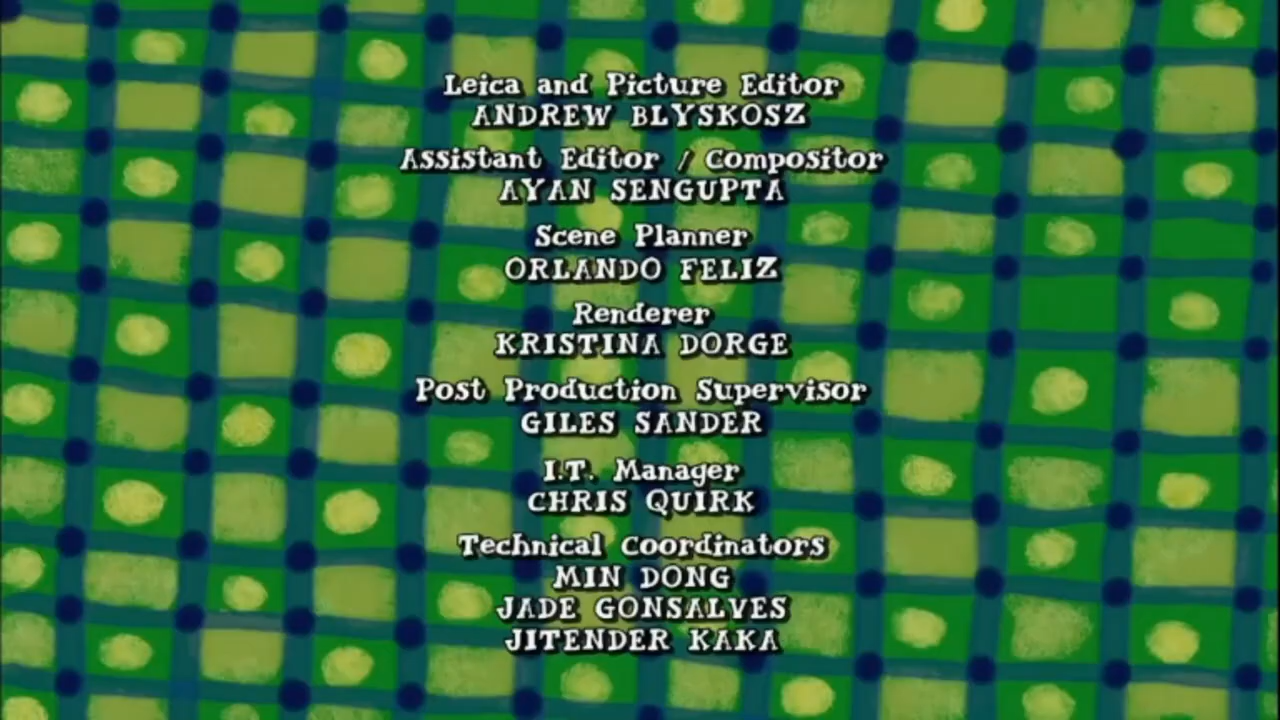 Leica and Picture Editor
ANDREW BLYSKOSZ
Assistant Editor / Compositor
AYAN SENGUPTA
Scene Planner
ORLANDO FELIZ
Renderer
KRISTINA DORGE
Post Production Supervisor
GILES SANDER
I.T. Manager
CHRIS QUIRK
Technical Coordinators
MIN DONG
JADE GONSALVES
JITENDER KAKA